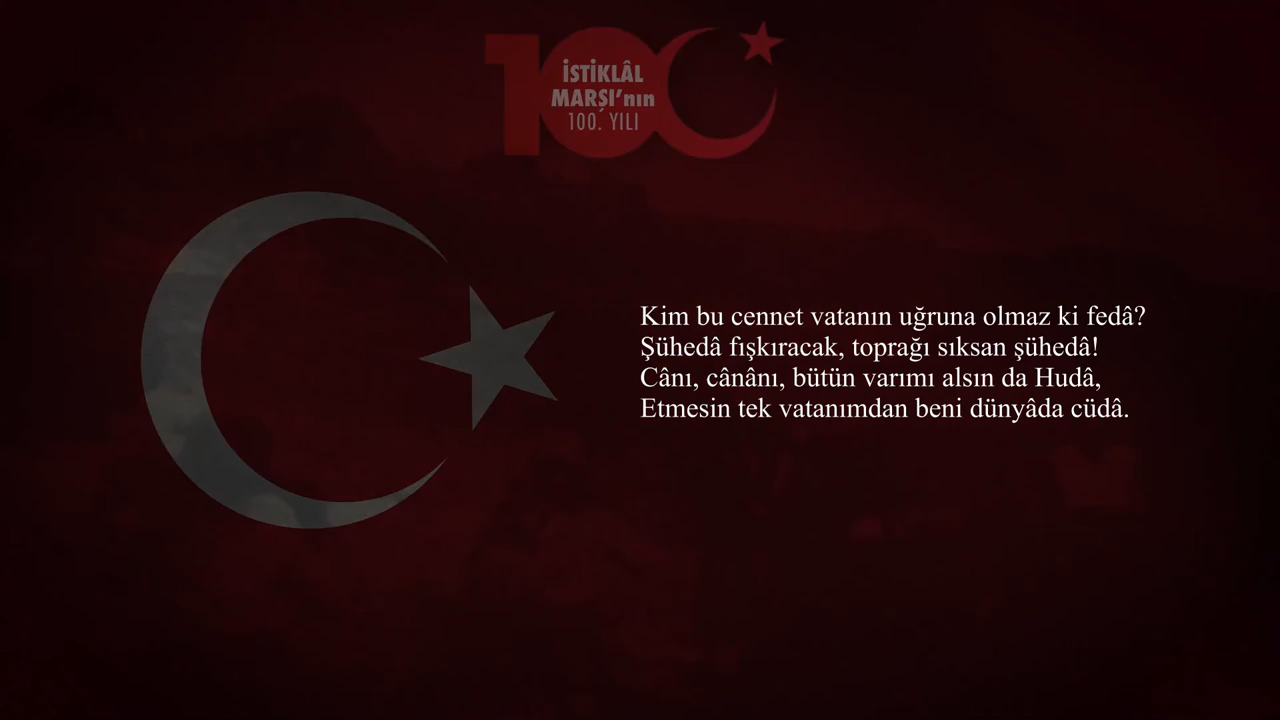 100
İSTİKLÂL
MARŞI'nın
100. YILI
Kim bu cennet vatanın uğruna olmaz ki fedâ?
Şühedâ fışkıracak, toprağı sıksan şühedâ!
Cânı, cânânı, bütün varımı alsın da Hudâ,
Etmesin tek vatanımdan beni dünyâda cüdâ.